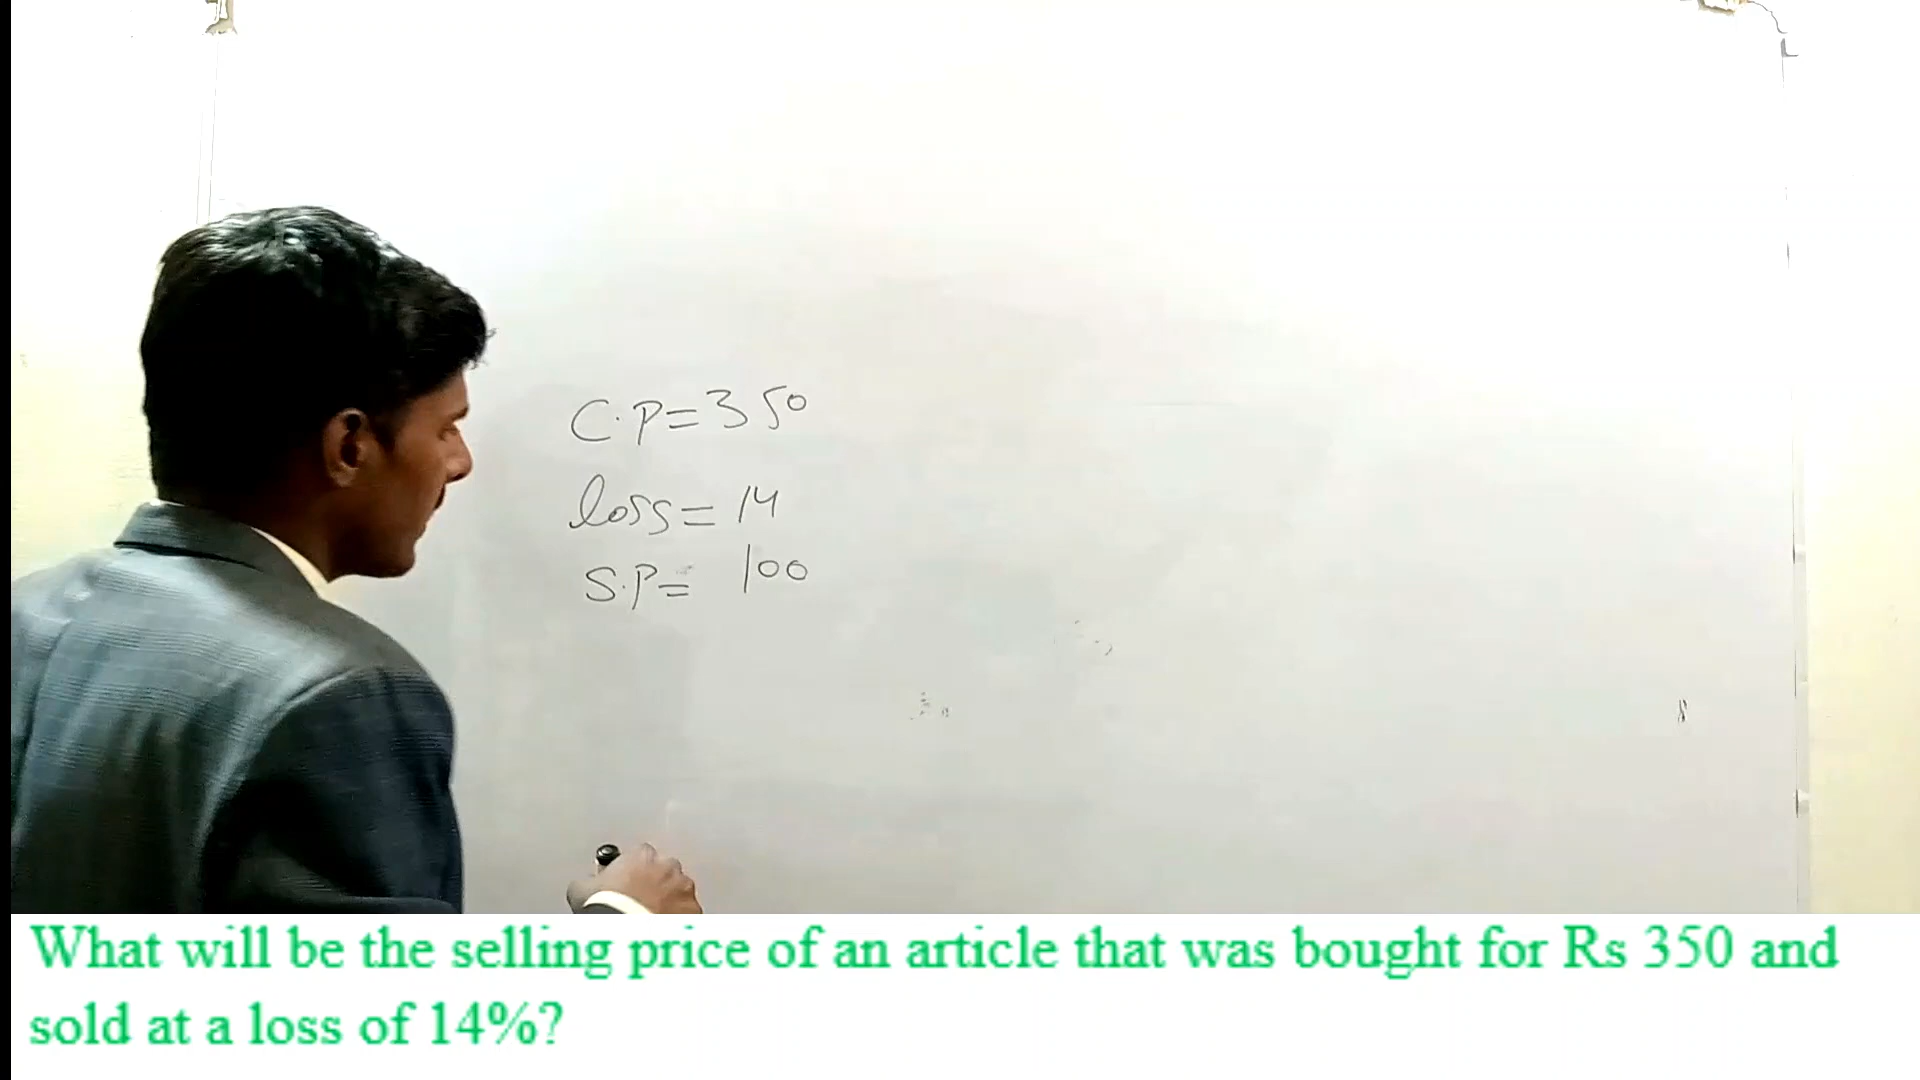 C.P=350
loss=14
S.P= 100
What will be the selling price of an article that was bought for Rs 350 and
sold at a loss of 14%?